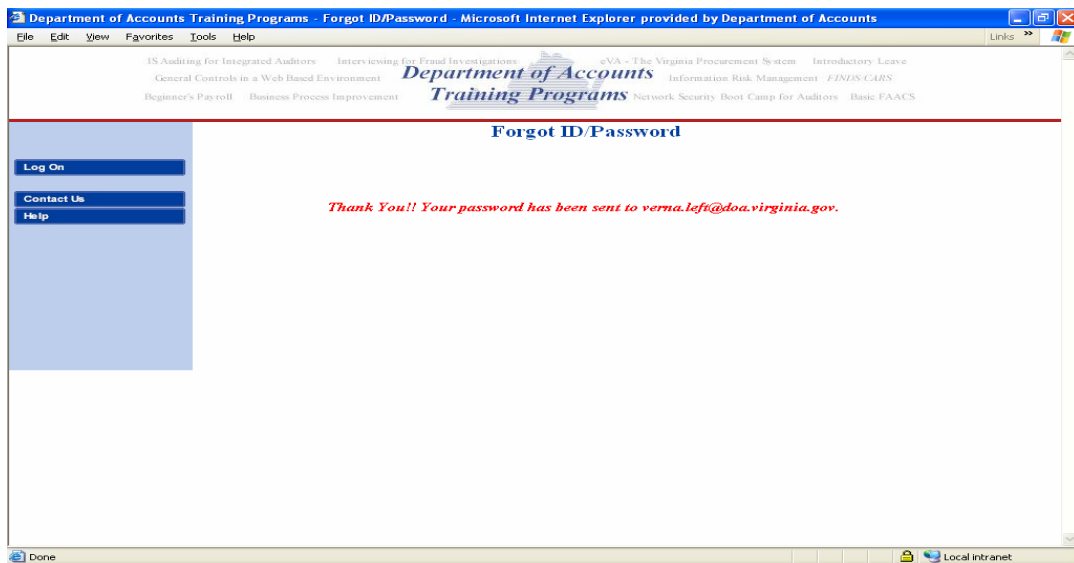 Department of Accounts Training Programs - Forgot ID/Password - Microsoft Internet Explorer provided by Department of Accounts
File Edit View Favorites Tools Help Links »
IS Auditing for Integrated Auditors Interviewing for Fraud Investigations eVA - The Virginia Procurement System Introductory Leave
General Controls in a Web Based Environment Department of Accounts Information Risk Management FINDS/CARS
Beginner's Payroll Business Process Improvement Training Programs Network Security Boot Camp for Auditors Basic FAACS
Forgot ID/Password
Log On
Contact Us
Help
Thank You!! Your password has been sent to verna.left@doa.virginia.gov.
Done Local intranet